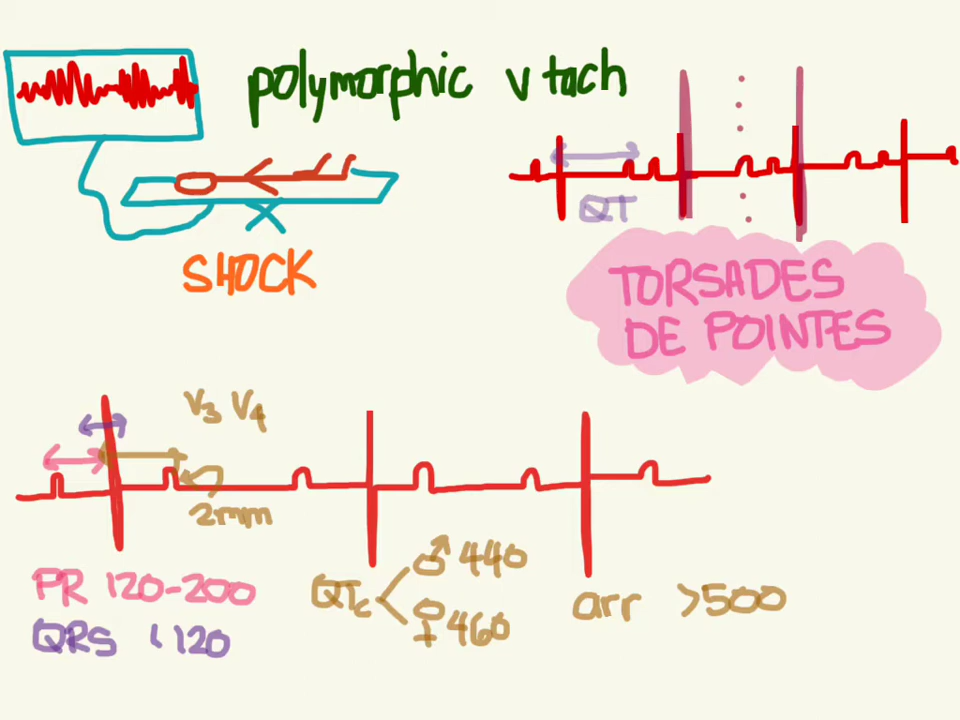 polymorphic v tach
QT
SHOCK
TORSADES
DE POINTES
V3 V4
2mm
PR 120-200
QRS < 120
QTc < ♂ 440
♀ 460
arr >500